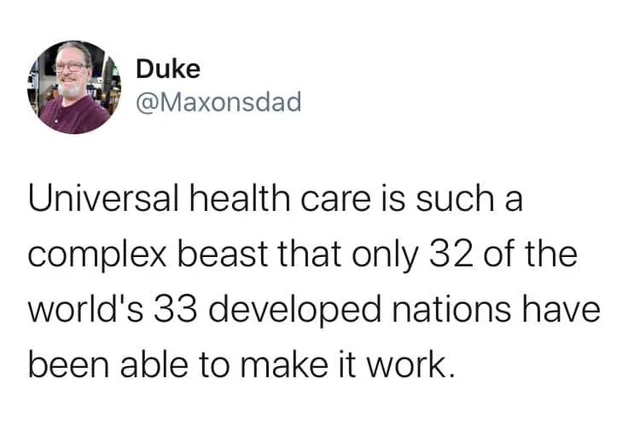 Duke
@Maxonsdad
Universal health care is such a
complex beast that only 32 of the
world's 33 developed nations have
been able to make it work.